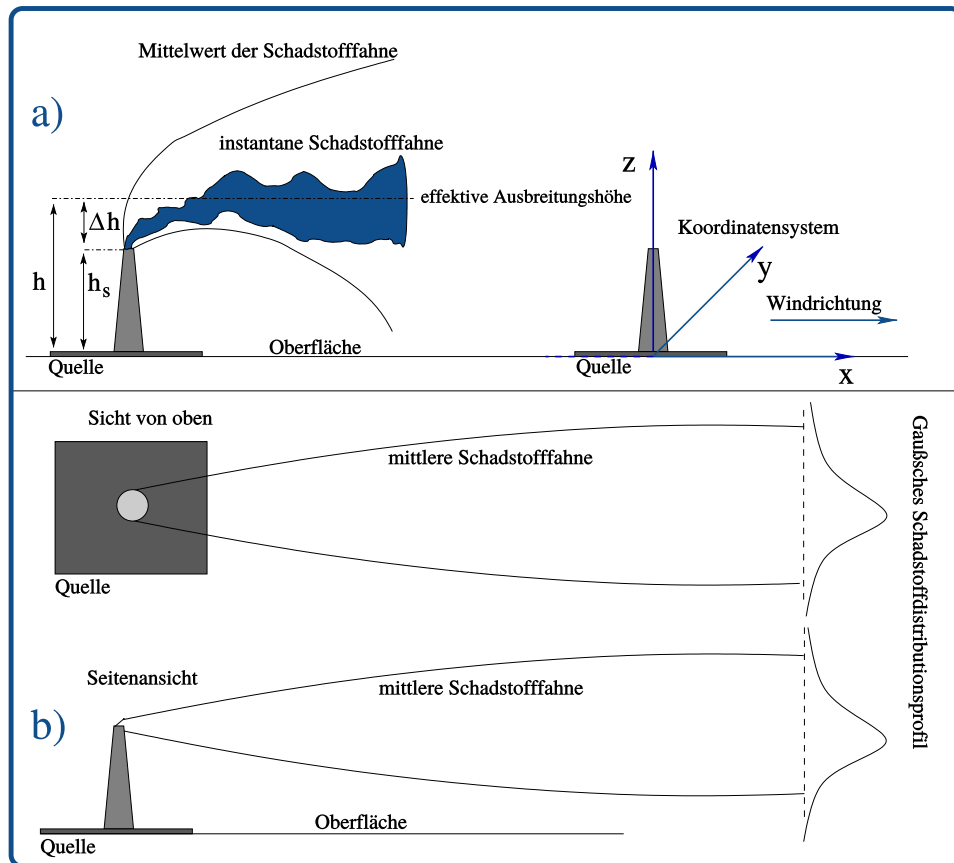 Mittelwert der Schadstofffahne
a)
instantane Schadstofffahne
effektive Ausbreitungshöhe
Δh
h
hs
Oberfläche
Quelle
z
Koordinatensystem
y
Windrichtung
Quelle
x
Sicht von oben
mittlere Schadstofffahne
Quelle
Gaußsches Schadstoffdistributionsprofil
Seitenansicht
mittlere Schadstofffahne
b)
Oberfläche
Quelle